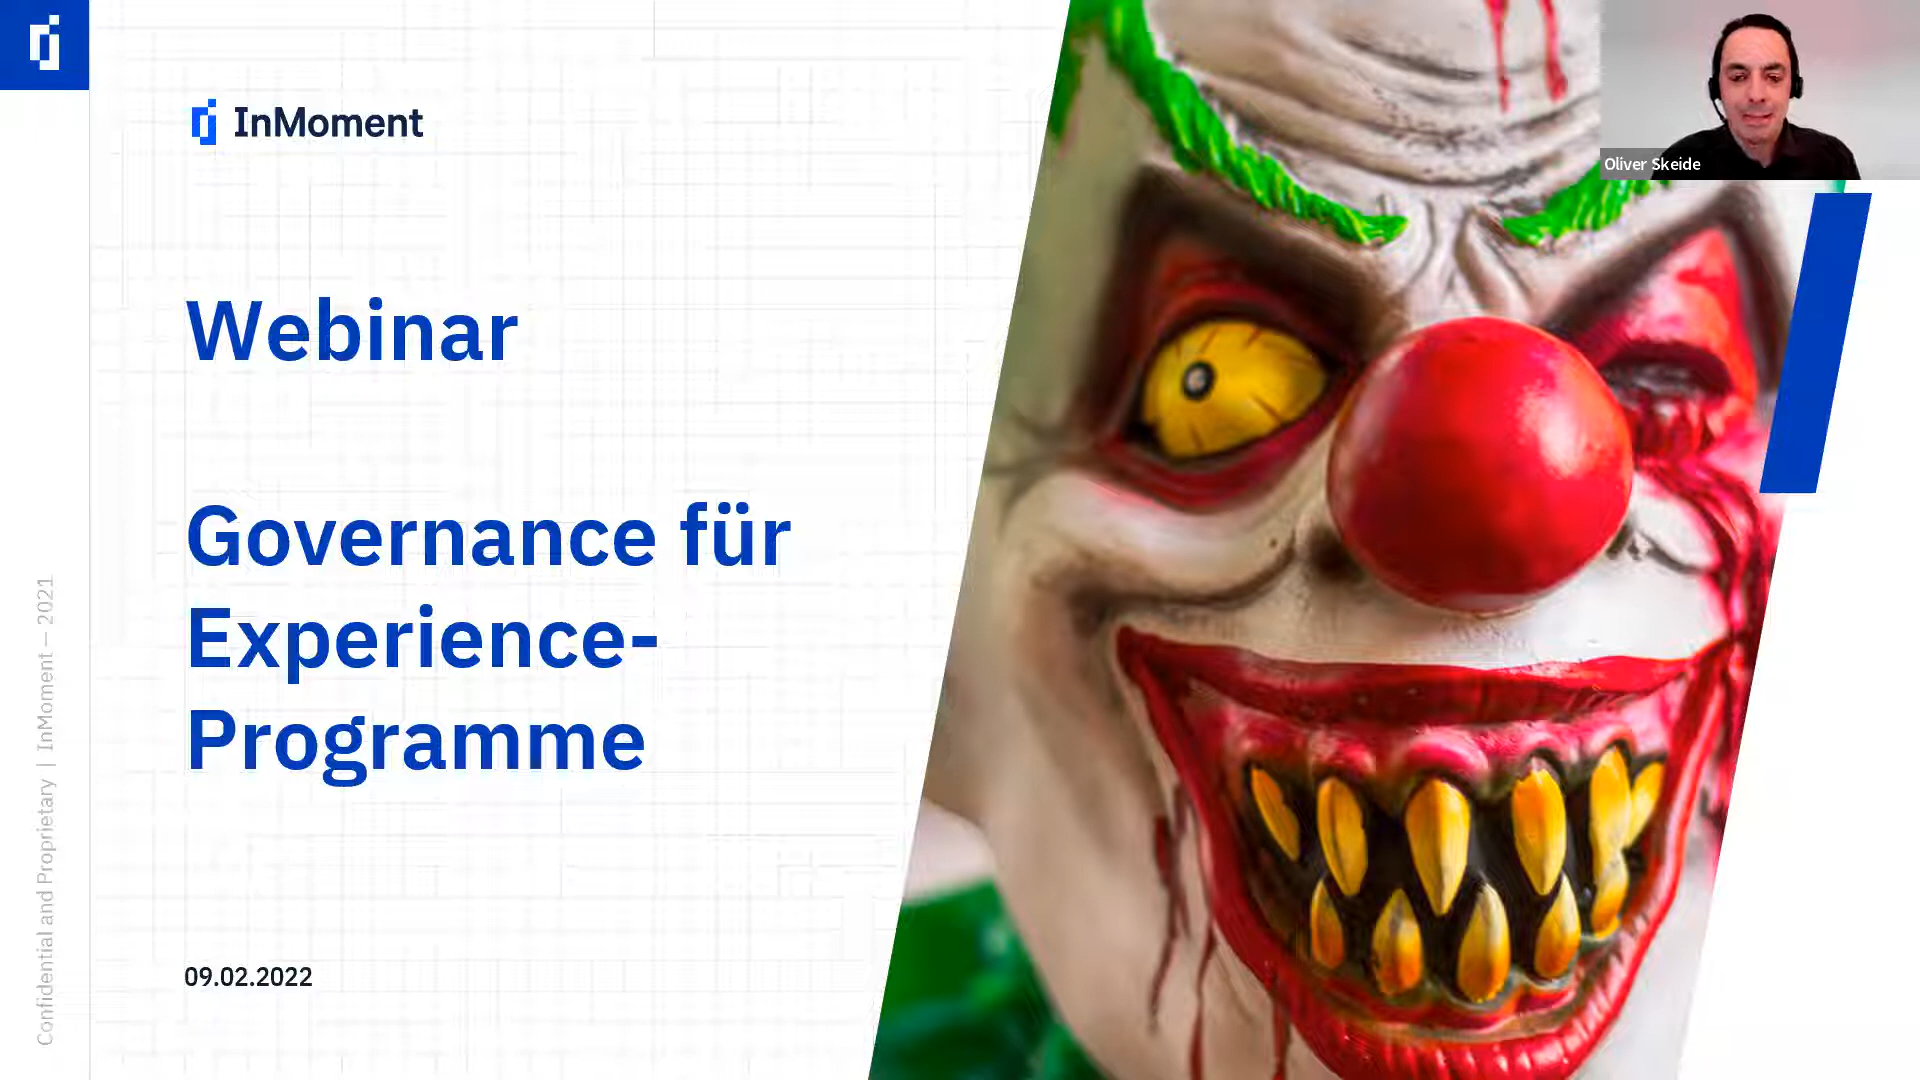 InMoment
Webinar
Governance für
Experience-
Programme
09.02.2022
Confidential and Proprietary | InMoment – 2021
Oliver Skeide